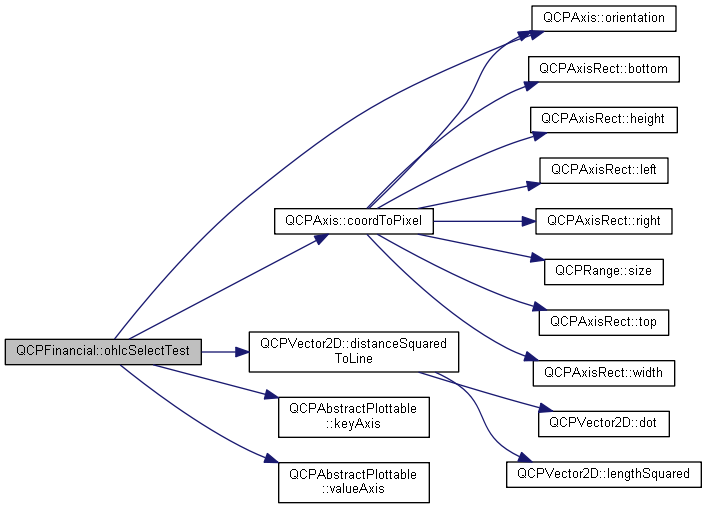 QCPAxis::orientation
QCPAxisRect::bottom
QCPAxisRect::height
QCPAxisRect::left
QCPAxis::coordToPixel
QCPAxisRect::right
QCPRange::size
QCPAxisRect::top
QCPFinancial::ohlcSelectTest
QCPVector2D::distanceSquared
ToLine
QCPAxisRect::width
QCPAbstractPlottable
::keyAxis
QCPVector2D::dot
QCPVector2D::lengthSquared
QCPAbstractPlottable
::valueAxis